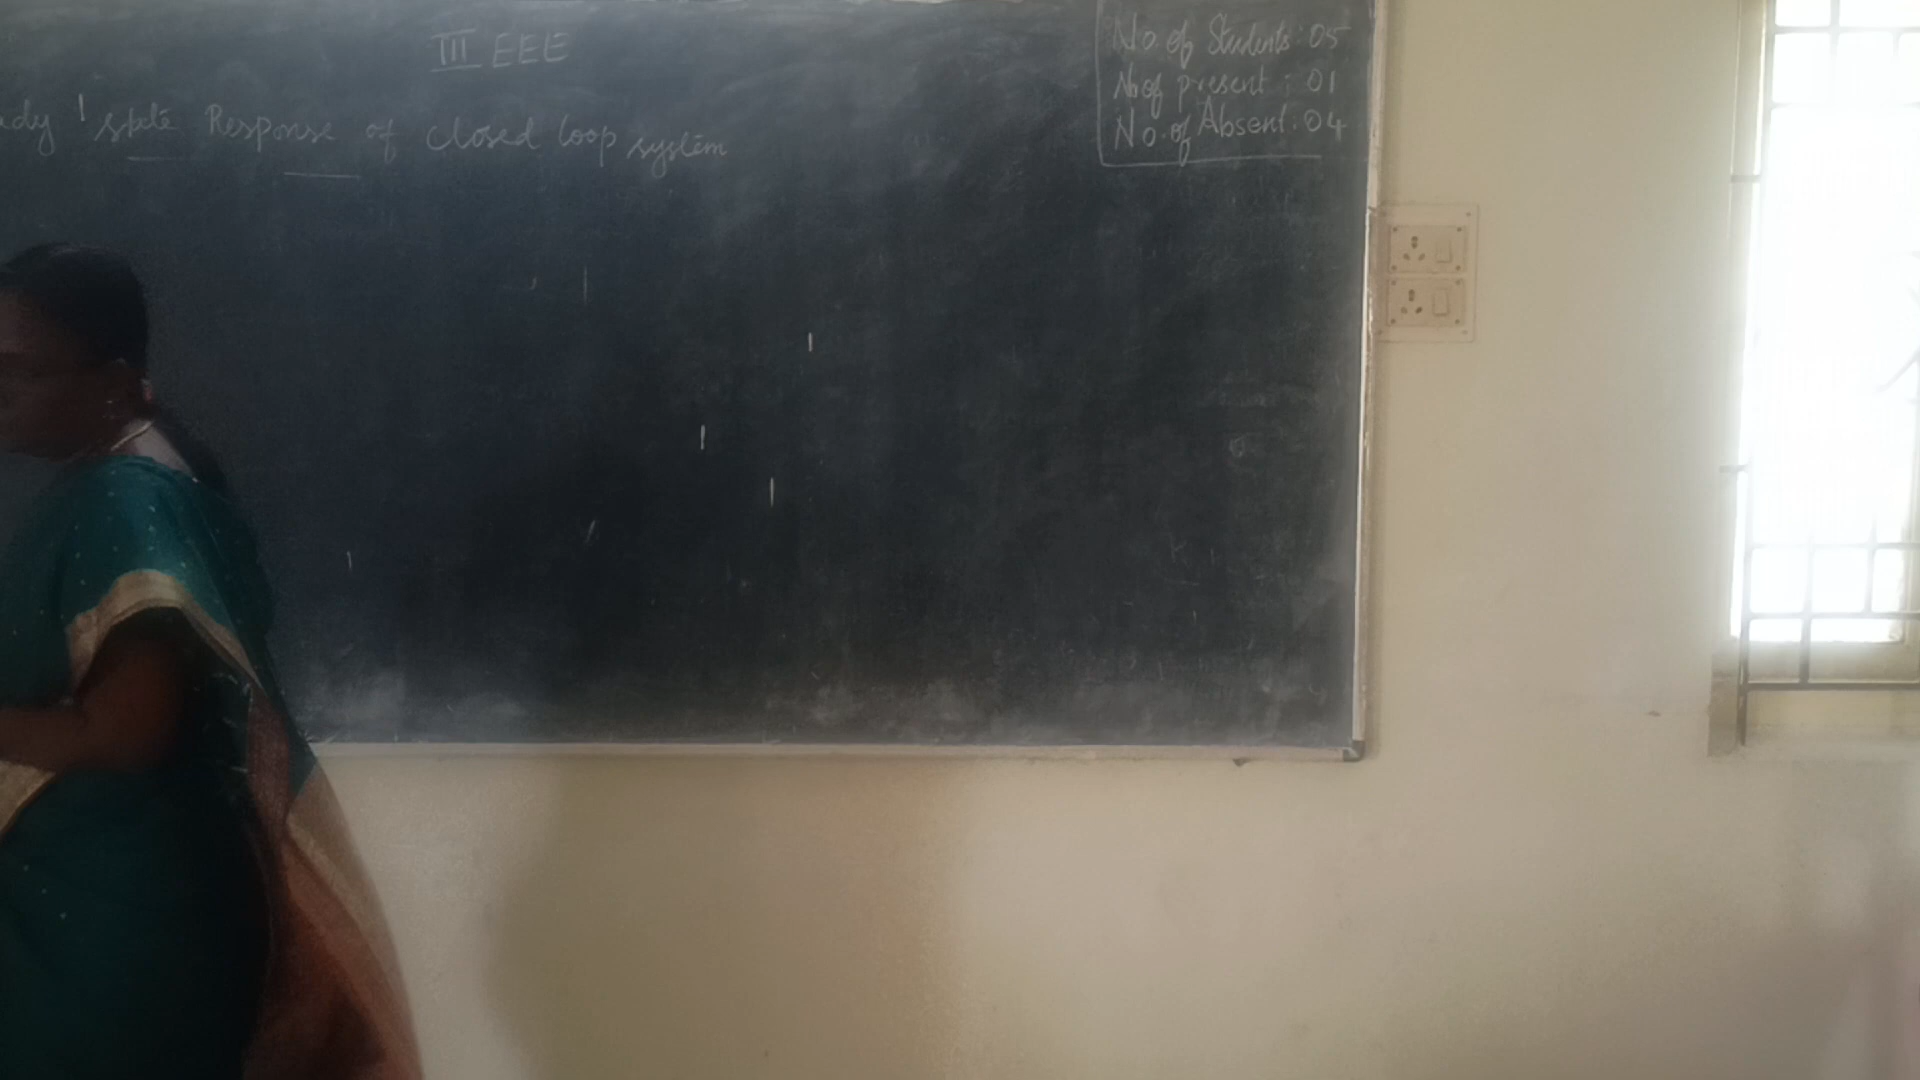 III EEE
ady state Response of closed loop system
No. of Students: 05
No of present : 01
No. of Absent: 04